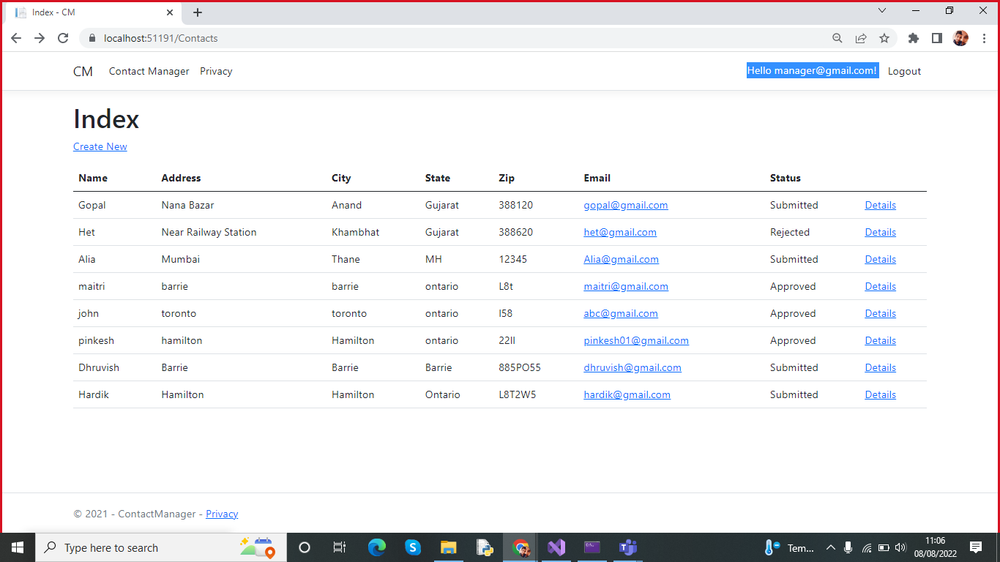 Index - CM
localhost:51191/Contacts
CM Contact Manager Privacy Hello manager@gmail.com! Logout
Index
Create New
Name Address City State Zip Email Status
Gopal Nana Bazar Anand Gujarat 388120 gopal@gmail.com Submitted Details
Het Near Railway Station Khambhat Gujarat 388620 het@gmail.com Rejected Details
Alia Mumbai Thane MH 12345 Alia@gmail.com Submitted Details
maitri barrie barrie ontario L8t maitri@gmail.com Approved Details
john toronto toronto ontario l58 abc@gmail.com Approved Details
pinkesh hamilton Hamilton ontario 22ll pinkesh01@gmail.com Approved Details
Dhruvish Barrie Barrie Barrie 885PO55 dhruvish@gmail.com Submitted Details
Hardik Hamilton Hamilton Ontario L8T2W5 hardik@gmail.com Submitted Details
© 2021 - ContactManager - Privacy
Type here to search Tem... 11:06
08/08/2022